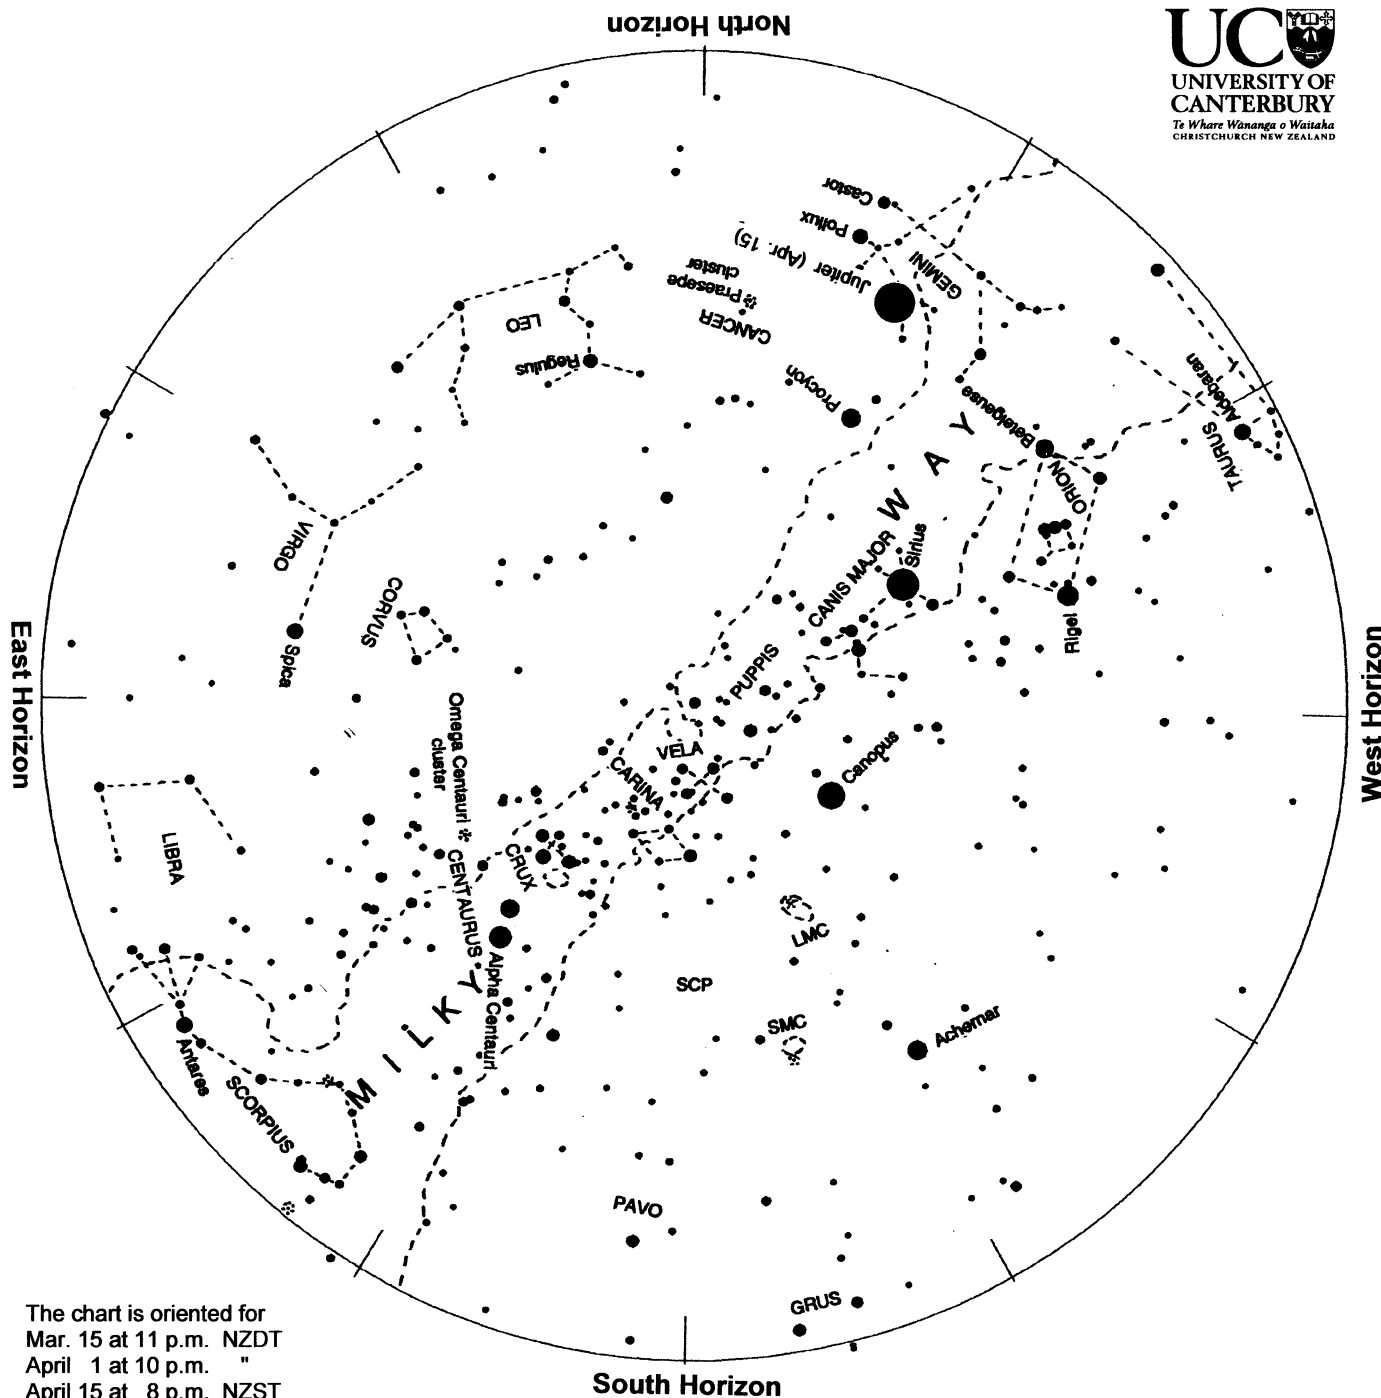 North Horizon
UC
UNIVERSITY OF
CANTERBURY
Te Whare Wānanga o Waitaha
CHRISTCHURCH NEW ZEALAND
Castor
Pollux
Jupiter (Apr. 15)
GEMINI
Praesepe
cluster
CANCER
LEO
Regulus
Procyon
Betelgeuse
Aldebaran
TAURUS
ORION
WAY
Sirius
CANIS MAJOR
Rigel
VIRGO
CORVUS
Spica
East Horizon
West Horizon
PUPPIS
Omega Centauri
cluster
VELA
CARINA
Canopus
LIBRA
CRUX
CENTAURUS
LMC
Alpha Centauri
SCP
MILKY
SMC
Achernar
Antares
SCORPIUS
PAVO
GRUS
The chart is oriented for
Mar. 15 at 11 p.m. NZDT
April 1 at 10 p.m. "
April 15 at 8 p.m. NZST
South Horizon